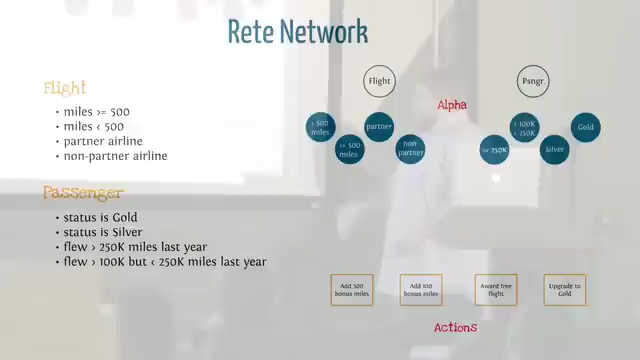 Rete Network
Flight
• miles >= 500
• miles < 500
• partner airline
• non-partner airline
Passenger
• status is Gold
• status is Silver
• flew > 250K miles last year
• flew > 100K but < 250K miles last year
Flight
Psngr.
Alpha
< 500
miles
>= 500
miles
partner
non
partner
>= 250K
> 100K
< 250K
Silver
Gold
Add 500
bonus miles
Add 100
bonus miles
Award free
flight
Upgrade to
Gold
Actions